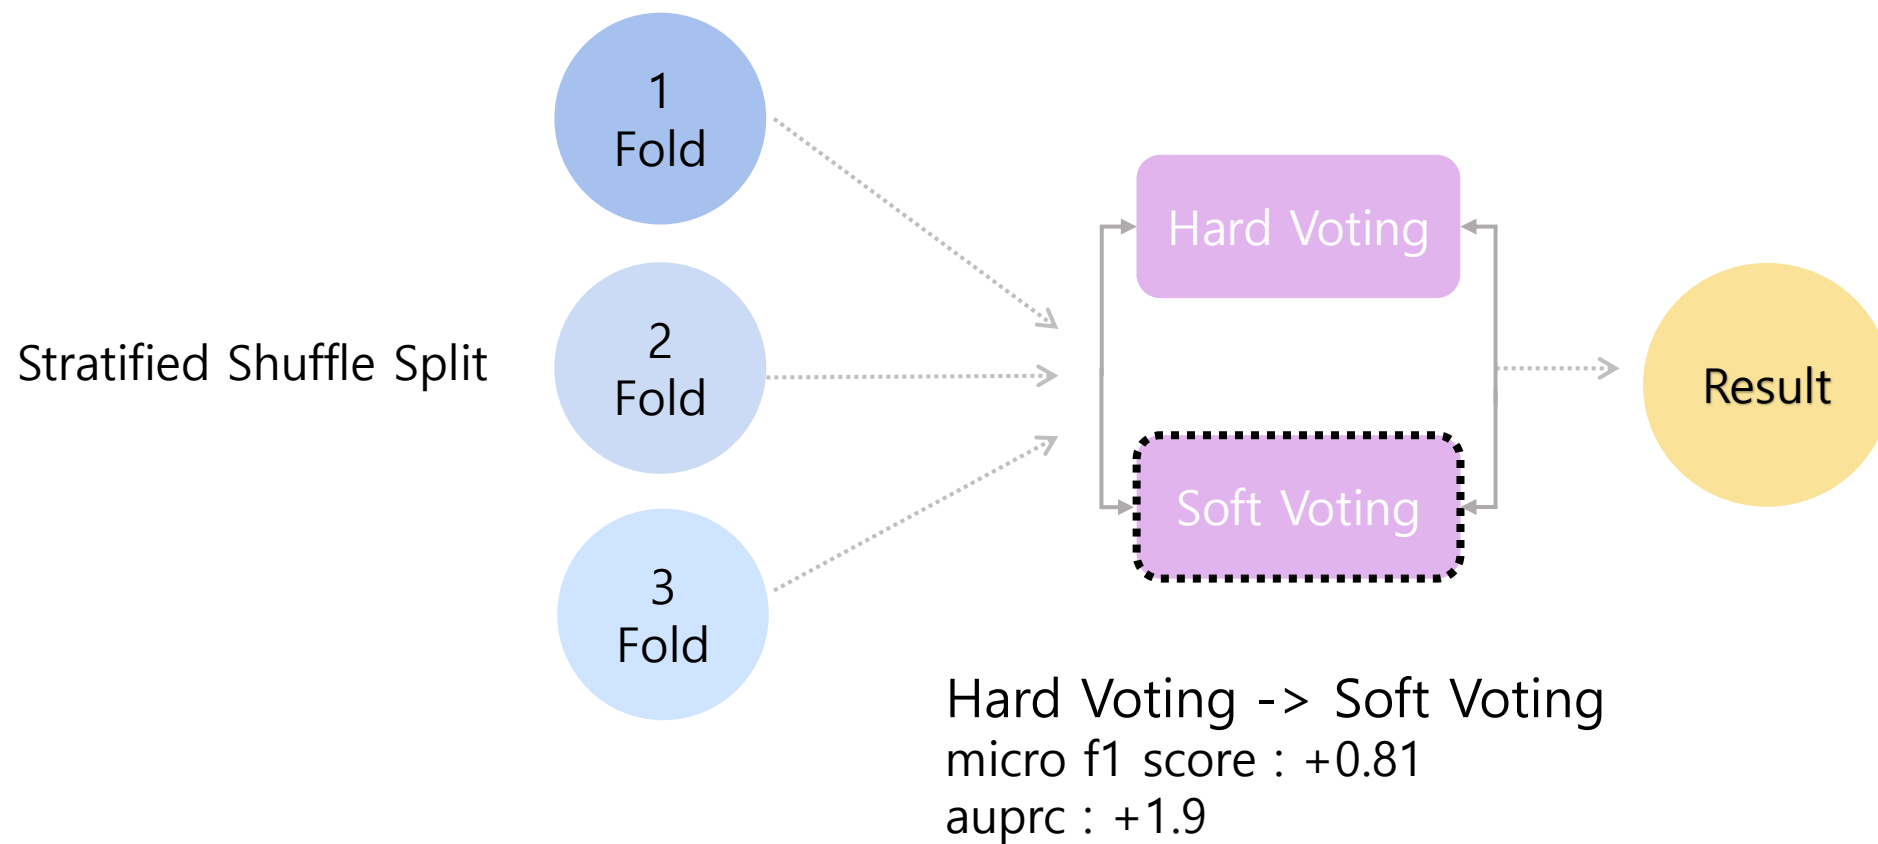 Stratified Shuffle Split
1
Fold
2
Fold
3
Fold
Hard Voting
Soft Voting
Result
Hard Voting -> Soft Voting
micro f1 score : +0.81
auprc : +1.9